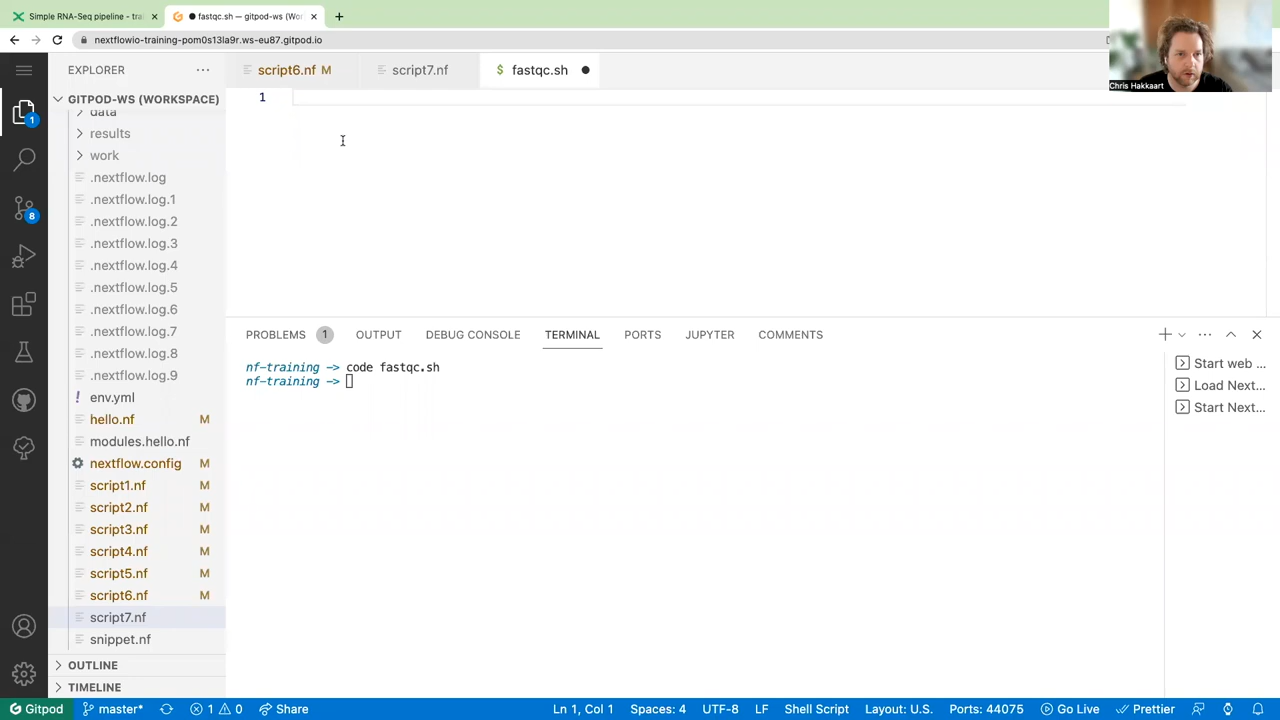 Simple RNA-Seq pipeline - trai
fastqc.sh — gitpod-ws (Wor
nextflowio-training-pom0s13la9r.ws-eu87.gitpod.io
Chris Hakkaart
EXPLORER
script6.nf M
script7.nf
$ fastqc.sh
GITPOD-WS (WORKSPACE)
1
data
results
work
.nextflow.log
.nextflow.log.1
.nextflow.log.2
.nextflow.log.3
.nextflow.log.4
.nextflow.log.5
.nextflow.log.6
.nextflow.log.7
.nextflow.log.8
.nextflow.log.9
! env.yml
hello.nf M
modules.hello.nf
nextflow.config M
script1.nf M
script2.nf M
script3.nf M
script4.nf M
script5.nf M
script6.nf M
script7.nf
snippet.nf
OUTLINE
TIMELINE
1
8
PROBLEMS 1 OUTPUT DEBUG CONSOLE TERMINAL PORTS JUPYTER COMMENTS
nf-training -> code fastqc.sh
nf-training ->
Start web ...
Load Next...
Start Next...
Gitpod master* 1 0 Share Ln 1, Col 1 Spaces: 4 UTF-8 LF Shell Script Layout: U.S. Ports: 44075 Go Live Prettier